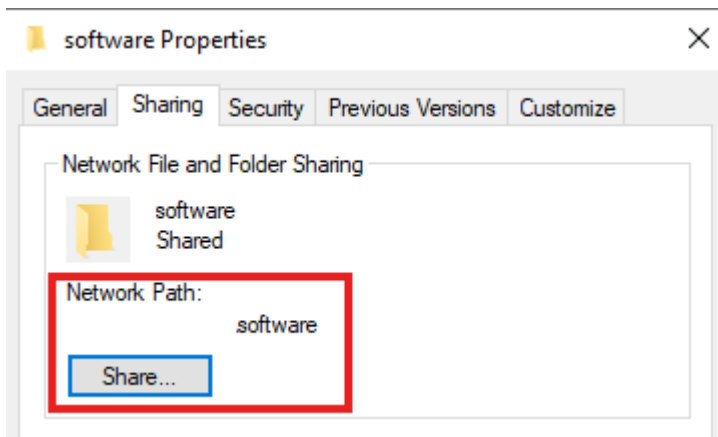 software Properties
General Sharing Security Previous Versions Customize
Network File and Folder Sharing
software
Shared
Network Path:
software
Share...